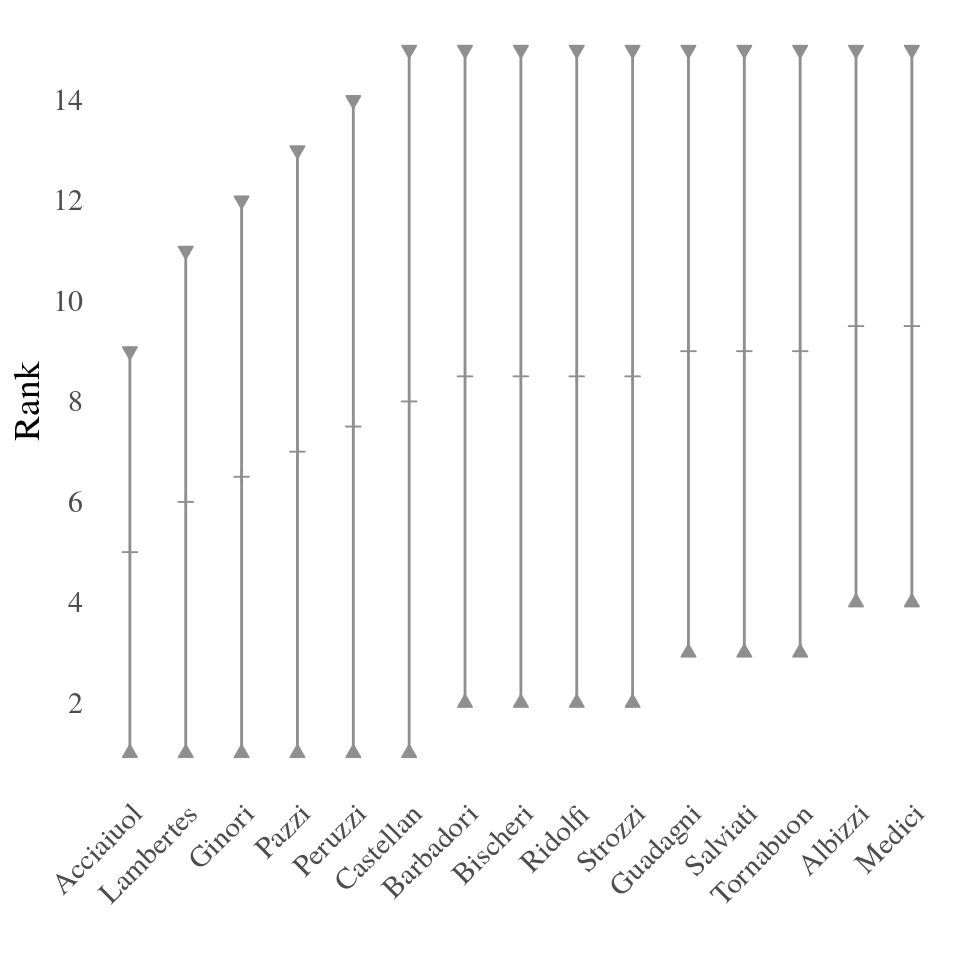 14
12
10
8
6
4
2
Rank
Acciaiuol
Lambertes
Ginori
Pazzi
Peruzzi
Castellan
Barbadori
Bischeri
Ridolfi
Strozzi
Guadagni
Salviati
Tornabuon
Albizzi
Medici